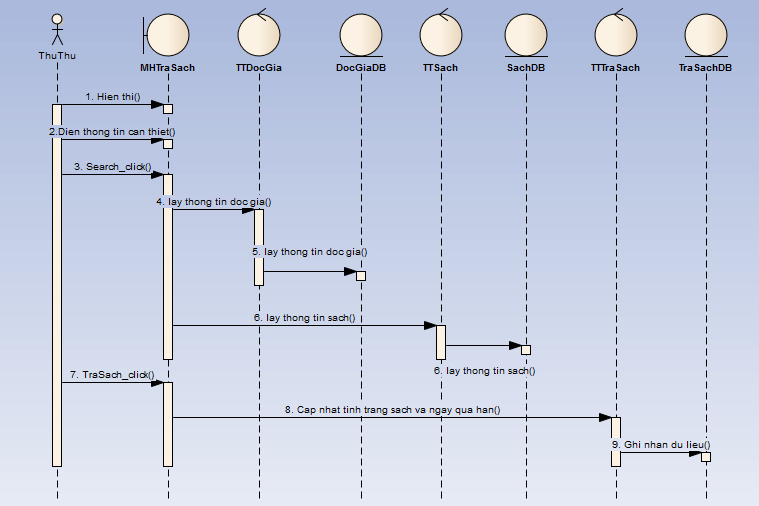 ThuThu
MHTraSach
TTDocGia
DocGiaDB
TTSach
SachDB
TTTraSach
TraSachDB
1. Hien thi()
2.Dien thong tin can thiet()
3. Search_click()
4. lay thong tin doc gia()
5. lay thong tin doc gia()
6. lay thong tin sach()
6. lay thong tin sach()
7. TraSach_click()
8. Cap nhat tinh trang sach va ngay qua han()
9. Ghi nhan du lieu()